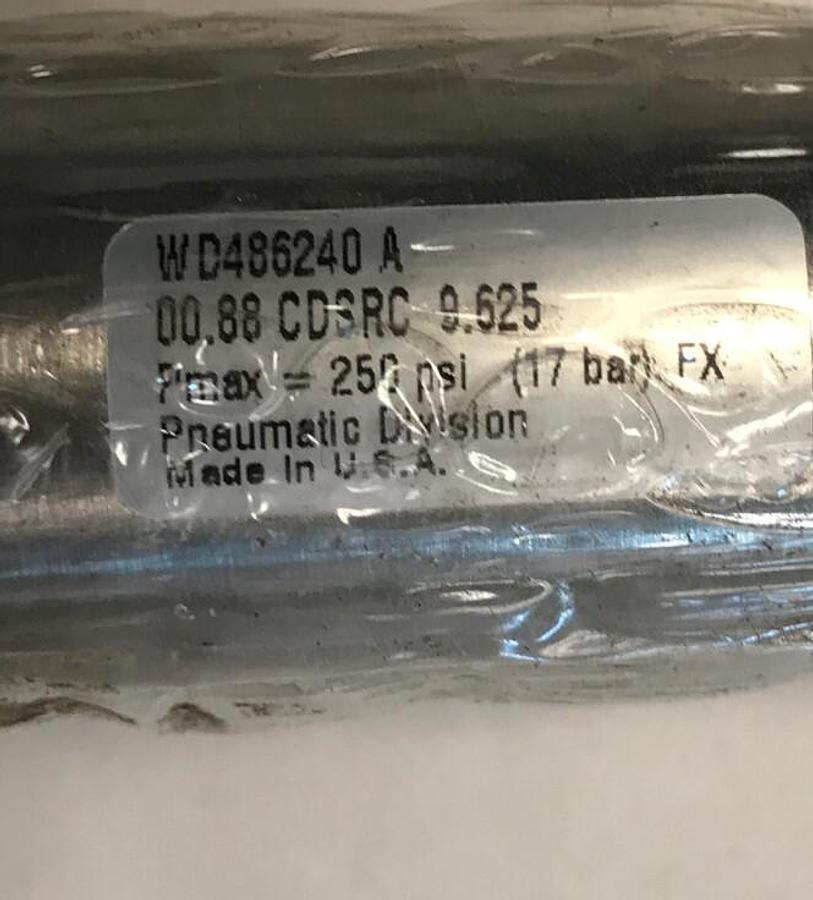 WD486240 A
00.88 CDSRC 9.625
Pmax = 250 psi (17 bar) FX
Pneumatic Division
Made In U.S.A.